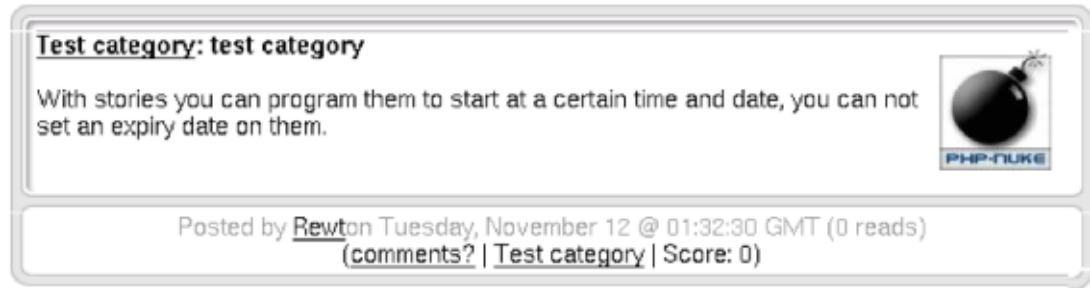 Test category: test category
With stories you can program them to start at a certain time and date, you can not
set an expiry date on them.
PHP-NUKE
Posted by Rewton Tuesday, November 12 @ 01:32:30 GMT (0 reads)
(comments? | Test category | Score: 0)